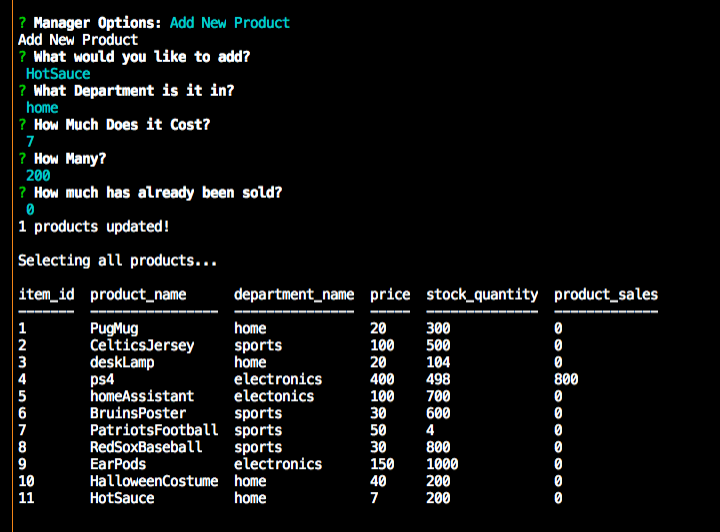 ? Manager Options: Add New Product
Add New Product
? What would you like to add?
HotSauce
? What Department is it in?
home
? How Much Does it Cost?
7
? How Many?
200
? How much has already been sold?
0
1 products updated!
Selecting all products...
item_id product_name department_name price stock_quantity product_sales
1 PugMug home 20 300 0
2 CelticsJersey sports 100 500 0
3 deskLamp home 20 104 0
4 ps4 electronics 400 498 800
5 homeAssistant electonics 100 700 0
6 BruinsPoster sports 30 600 0
7 PatriotsFootball sports 50 4 0
8 RedSoxBaseball sports 30 800 0
9 EarPods electronics 150 1000 0
10 HalloweenCostume home 40 200 0
11 HotSauce home 7 200 0